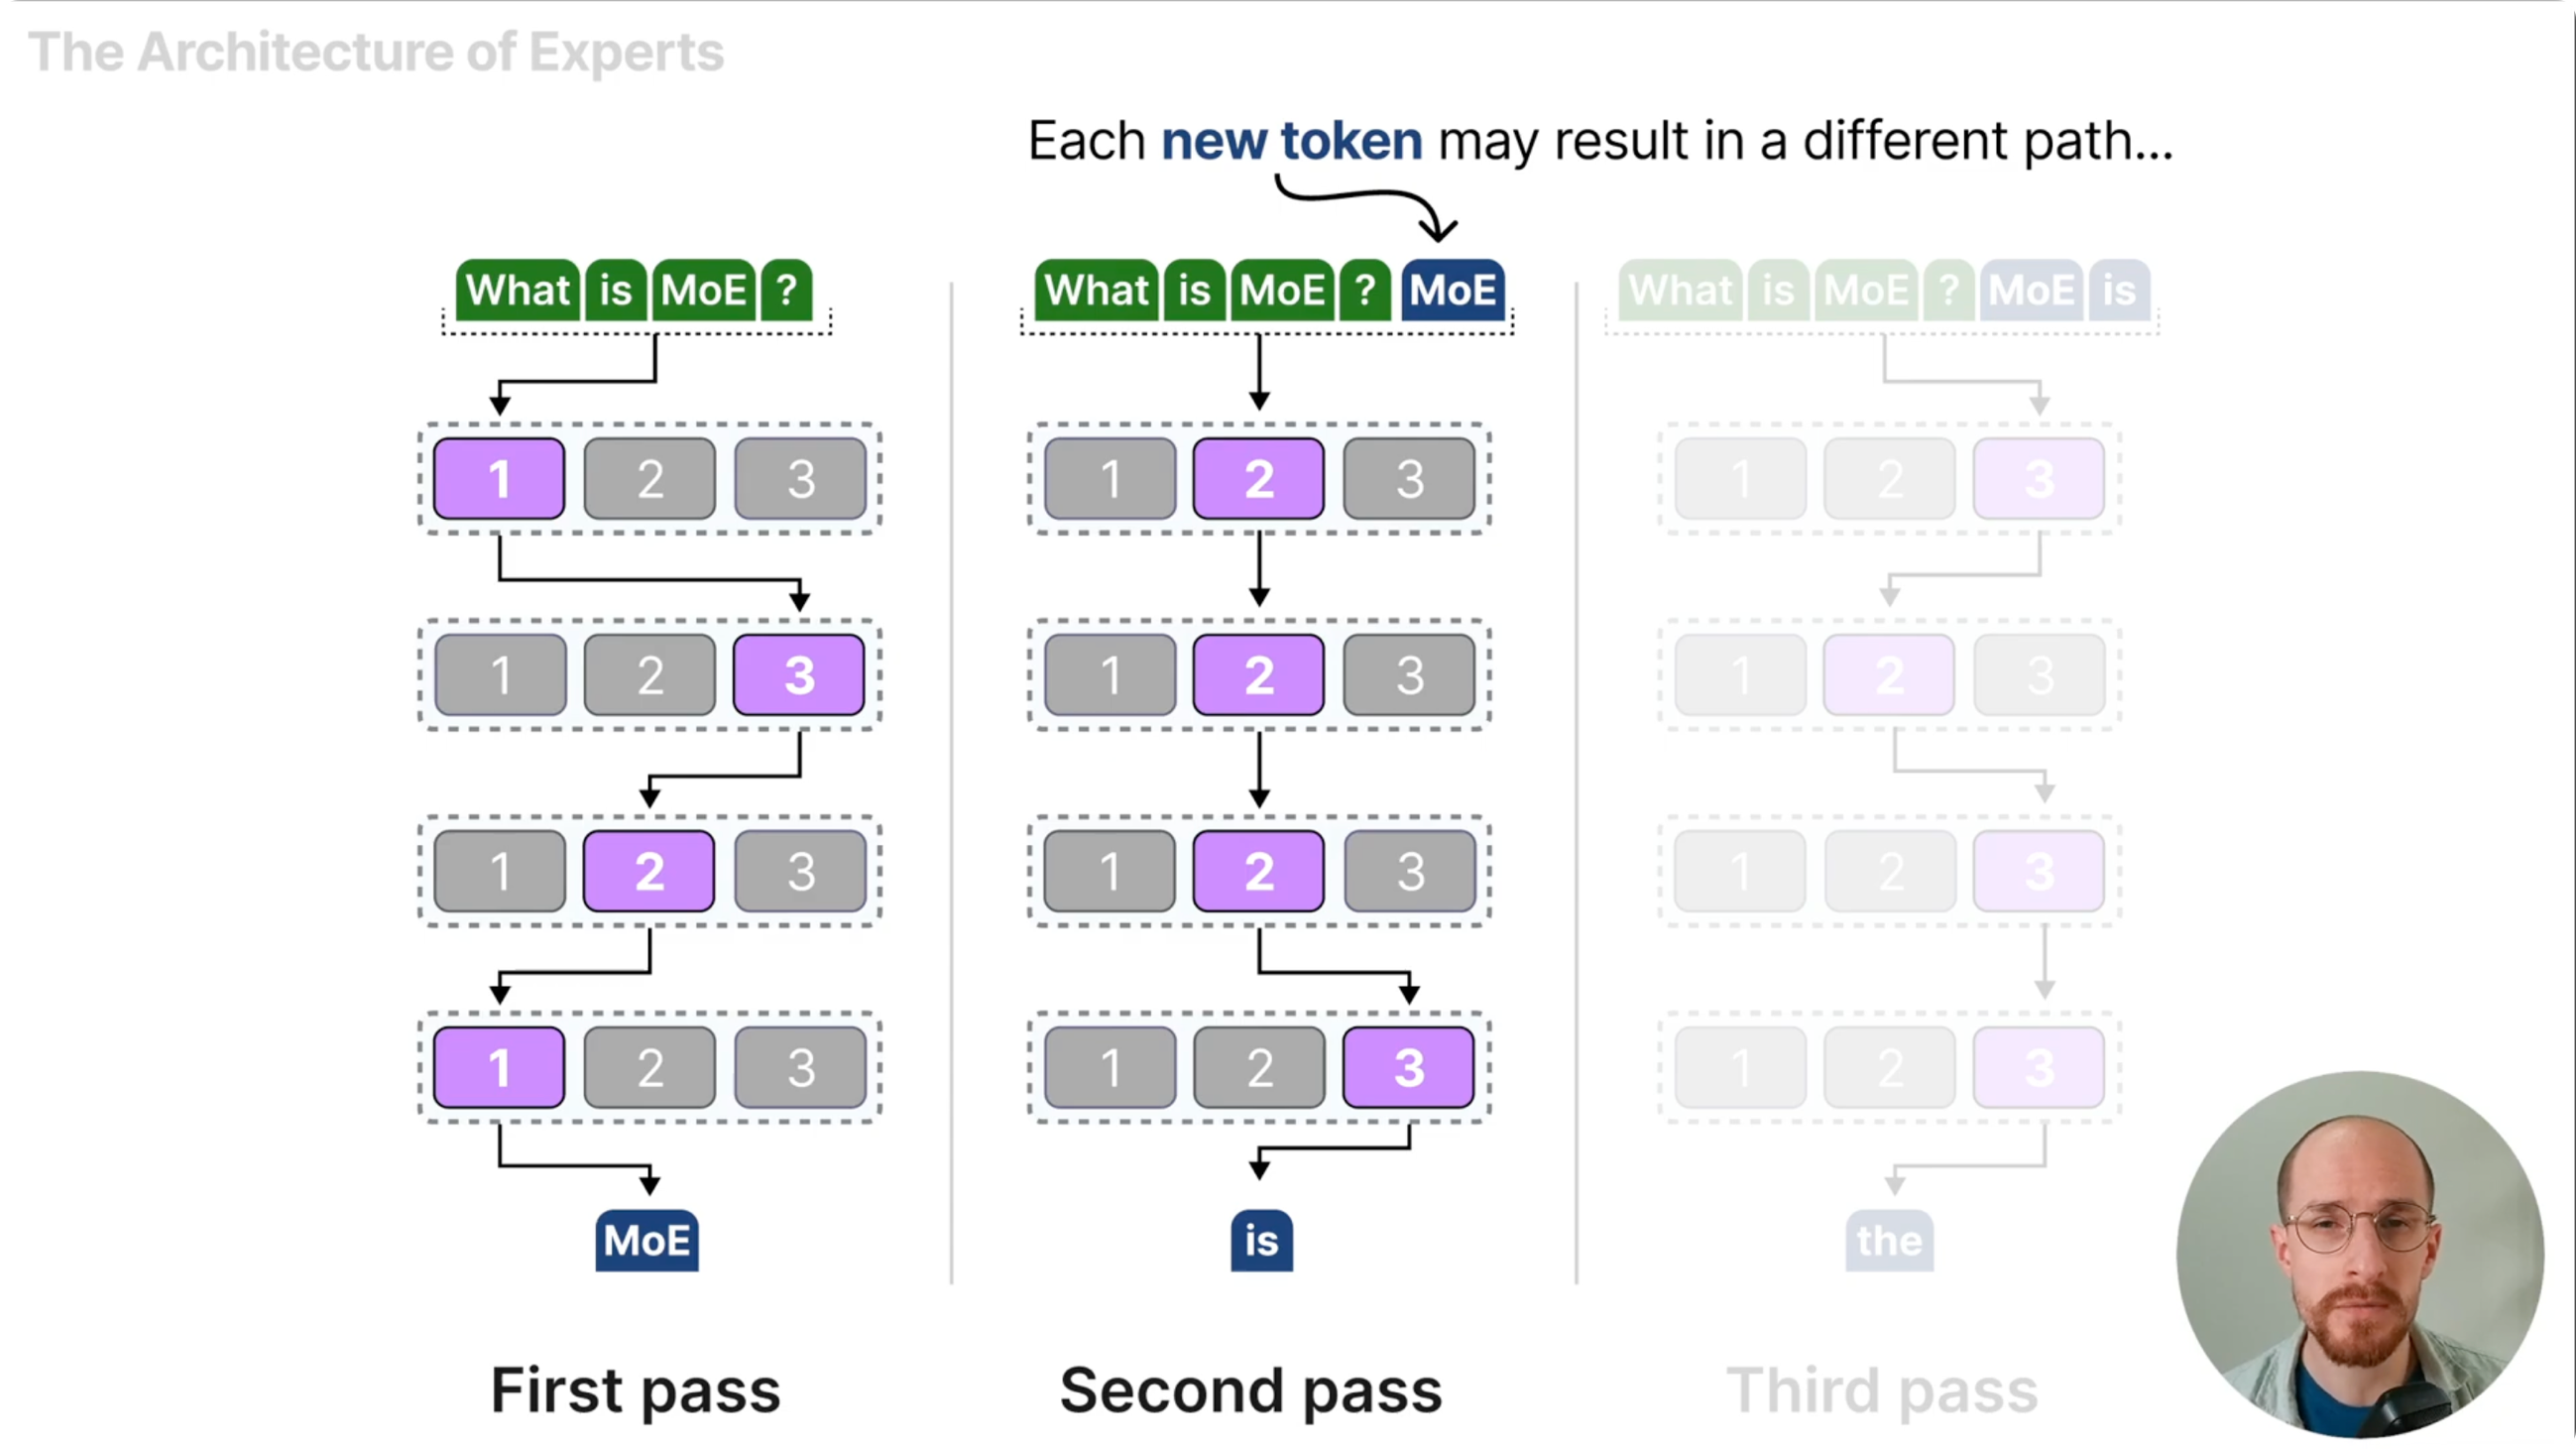 The Architecture of Experts
Each new token may result in a different path...
What is MoE ?
What is MoE ? MoE
What is MoE ? MoE is
1 2 3
1 2 3
1 2 3
1 2 3
1 2 3
1 2 3
1 2 3
1 2 3
1 2 3
1 2 3
1 2 3
1 2 3
MoE
is
the
First pass
Second pass
Third pass